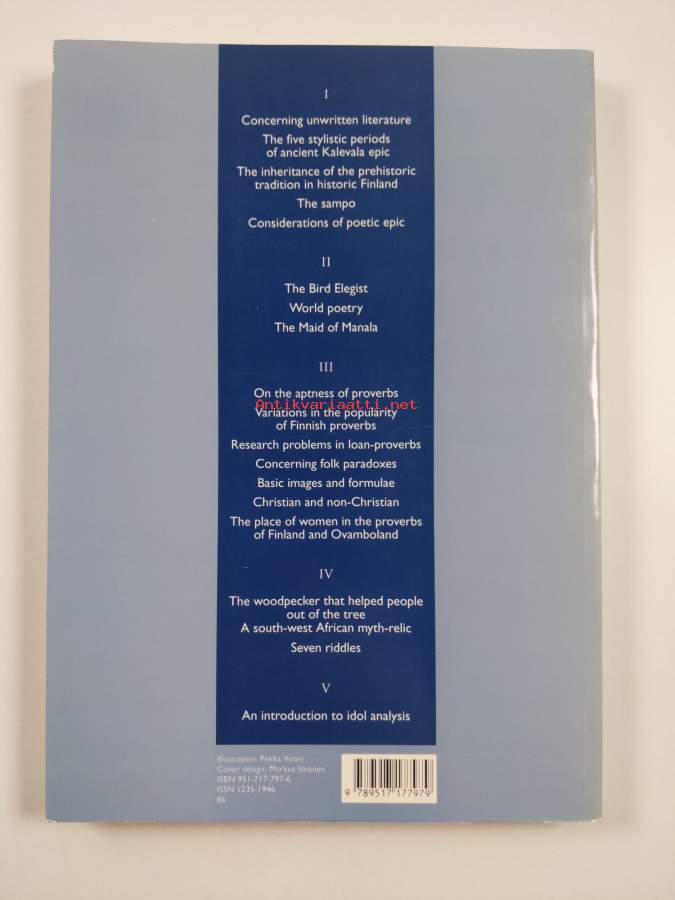 I
Concerning unwritten literature
The five stylistic periods
of ancient Kalevala epic
The inheritance of the prehistoric
tradition in historic Finland
The sampo
Considerations of poetic epic
II
The Bird Elegist
World poetry
The Maid of Manala
III
On the aptness of proverbs
Antikvariaatti.net
Variations in the popularity
of Finnish proverbs
Research problems in loan-proverbs
Concerning folk paradoxes
Basic images and formulae
Christian and non-Christian
The place of women in the proverbs
of Finland and Ovamboland
IV
The woodpecker that helped people
out of the tree
A south-west African myth-relic
Seven riddles
V
An introduction to idol analysis
Illustration: Pekka Vuori
Cover design: Markus Itkonen
ISBN 951-717-797-6
ISSN 1235-1946
86
9 789517 177979